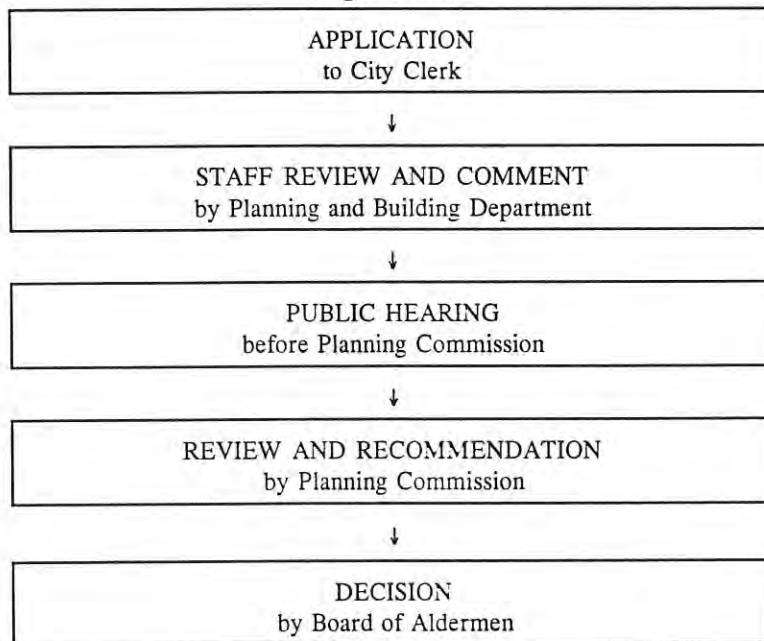 APPLICATION
to City Clerk
↓
STAFF REVIEW AND COMMENT
by Planning and Building Department
↓
PUBLIC HEARING
before Planning Commission
↓
REVIEW AND RECOMMENDATION
by Planning Commission
↓
DECISION
by Board of Aldermen